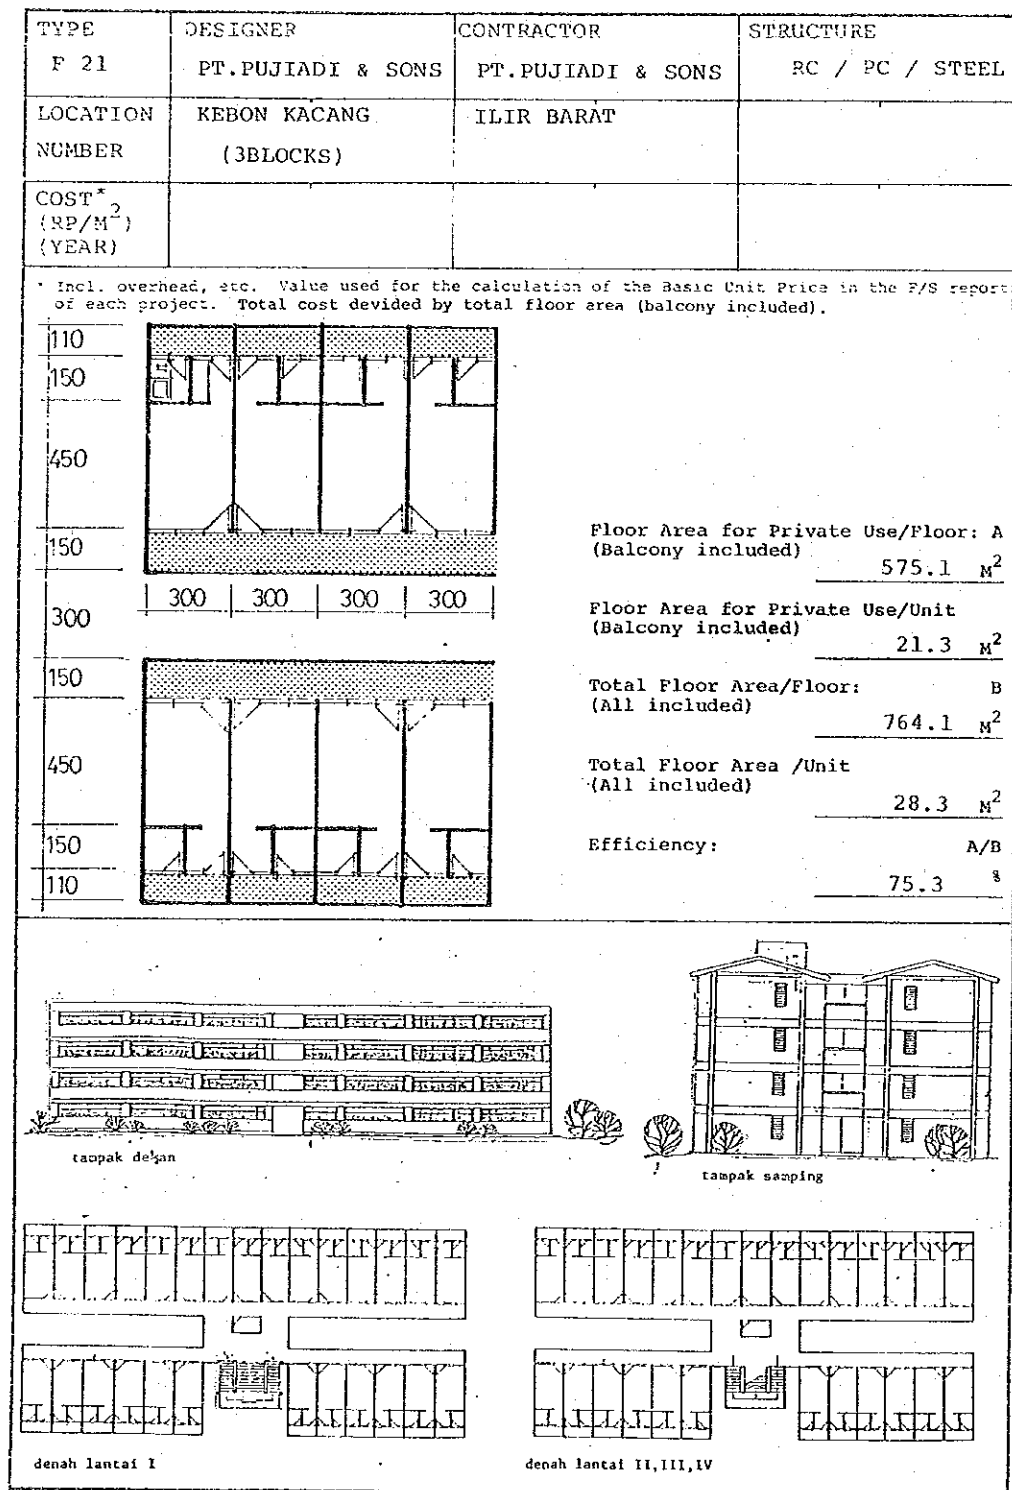 TYPE DESIGNER CONTRACTOR STRUCTURE
F 21 PT.PUJIADI & SONS PT.PUJIADI & SONS RC / PC / STEEL
LOCATION KEBON KACANG ILIR BARAT
NUMBER (3BLOCKS)
COST*
(RP/M2)
(YEAR)
* Incl. overhead, etc. Value used for the calculation of the Basic Unit Price in the F/S report
of each project. Total cost devided by total floor area (balcony included).
110
150
450
150
300 300 300 300
300
150
450
150
110
Floor Area for Private Use/Floor: A
(Balcony included)
575.1 M2
Floor Area for Private Use/Unit
(Balcony included)
21.3 M2
Total Floor Area/Floor: B
(All included)
764.1 M2
Total Floor Area /Unit
(All included)
28.3 M2
Efficiency: A/B
75.3 %
tampak depan
tampak samping
denah lantai I
denah lantai II,III,IV